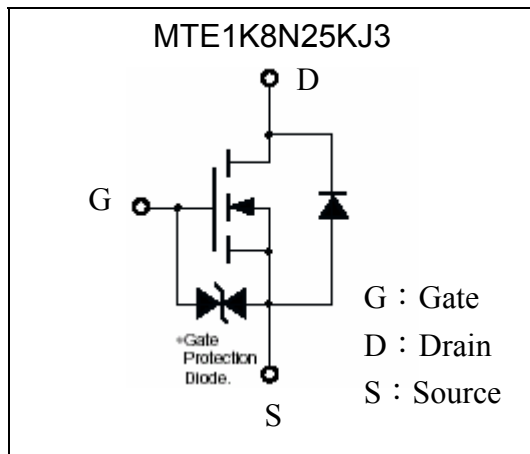 MTE1K8N25KJ3
D
G
*Gate
Protection
Diode.
G：Gate
D：Drain
S：Source
S